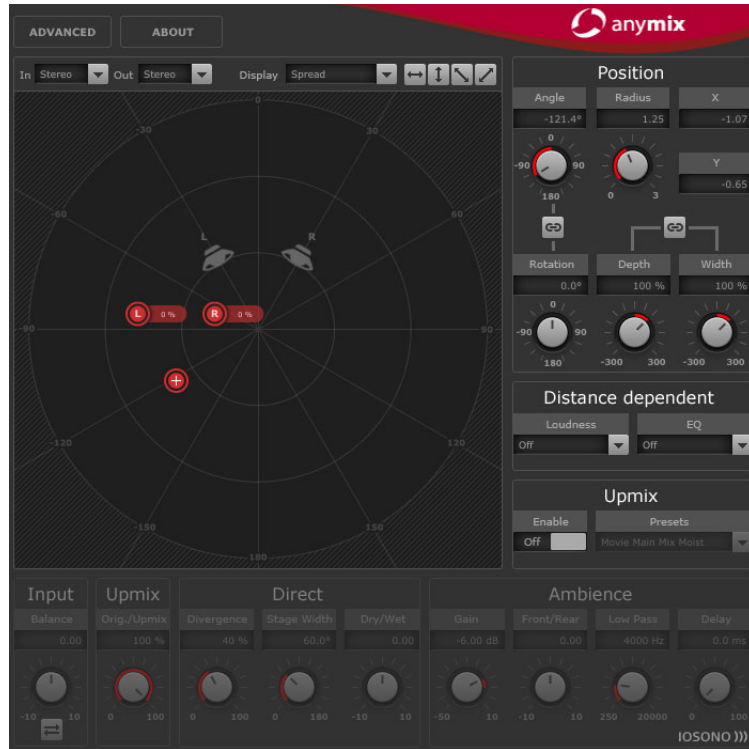 ADVANCED ABOUT anymix
In Stereo Out Stereo Display Spread
Position
Angle Radius X
-121.4° 1.25 -1.07
0
-90 90
180
0 3
Y
-0.65
Rotation Depth Width
0.0° 100 % 100 %
0
-90 90
180
-300 300
-300 300
0
-30 30
-60 60
L R
L 0 % R 0 %
-90 90
-120 120
-150 150
180
Distance dependent
Loudness EQ
Off Off
Upmix
Enable Presets
Off Movie Main Mix Moist
Input Upmix Direct Ambience
Balance Orig./Upmix Divergence Stage Width Dry/Wet Gain Front/Rear Low Pass Delay
0.00 100 % 40 % 60.0° 0.00 -6.00 dB 0.00 4000 Hz 0.0 ms
-10 10 0 100 0 100 0 180 -10 10 -50 10 -10 10 250 20000 0 100
IOSONO )))